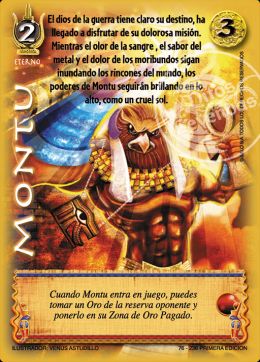 El dios de la guerra tiene claro su destino, ha
llegado a disfrutar de su dolorosa misión.
Mientras el olor de la sangre , el sabor del
metal y el dolor de los moribundos sigan
inundando los rincones del mundo, los
poderes de Montu seguirán brillando en lo
alto, como un cruel sol.
2
3
ETERNO
MONTU
Cuando Montu entra en juego, puedes
tomar un Oro de la reserva oponente y
ponerlo en su Zona de Oro Pagado.
ILUSTRADOR: VENUS ASTUDILLO
76 - 236 PRIMERA EDICION